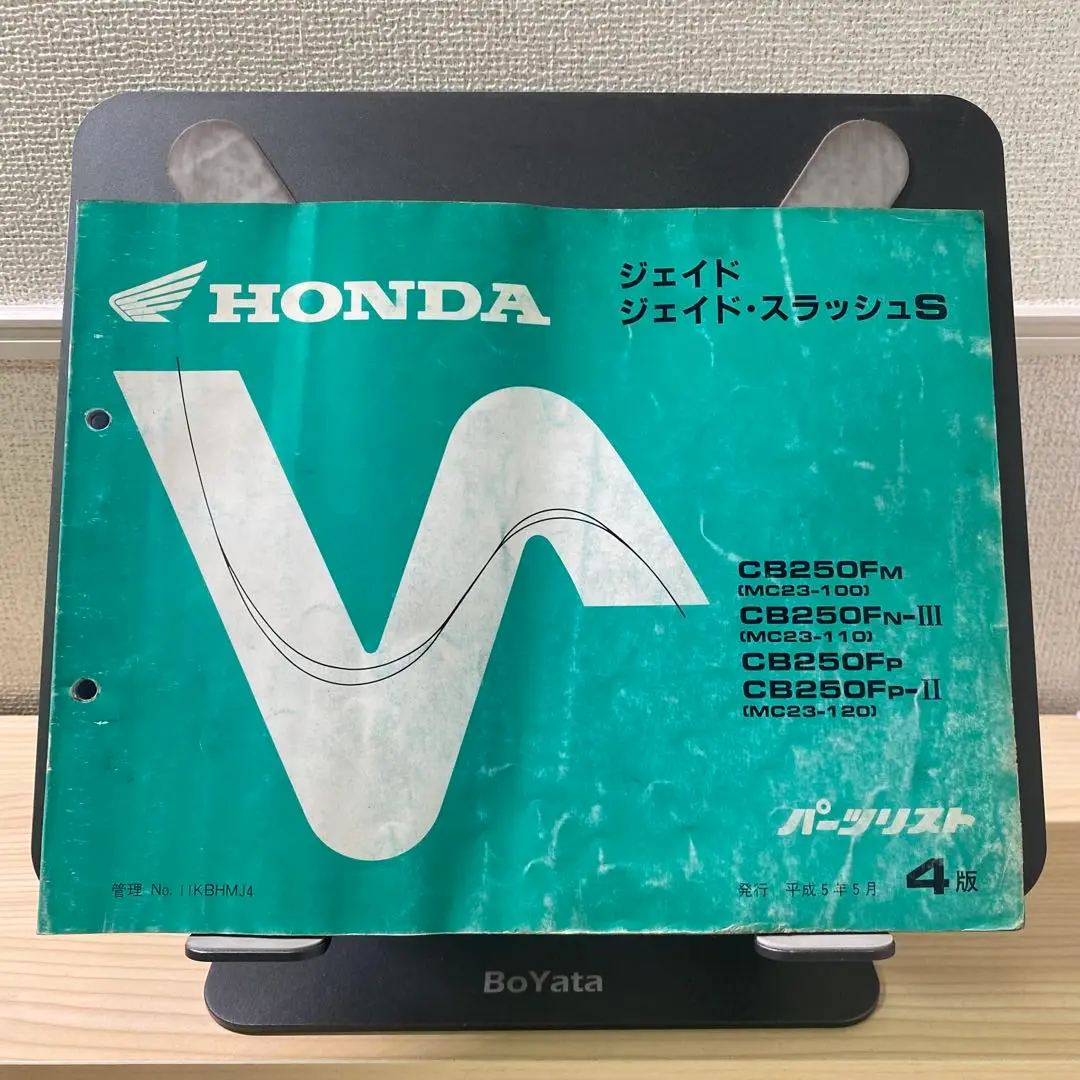 HONDA
ジェイド
ジェイド・スラッシュS
CB250FM
(MC23-100)
CB250FN-III
(MC23-110)
CB250FP
CB250FP-II
(MC23-120)
パーツリスト
管理 No. 11KBHMJ4
発行 平成5年5月 4版
BoYata